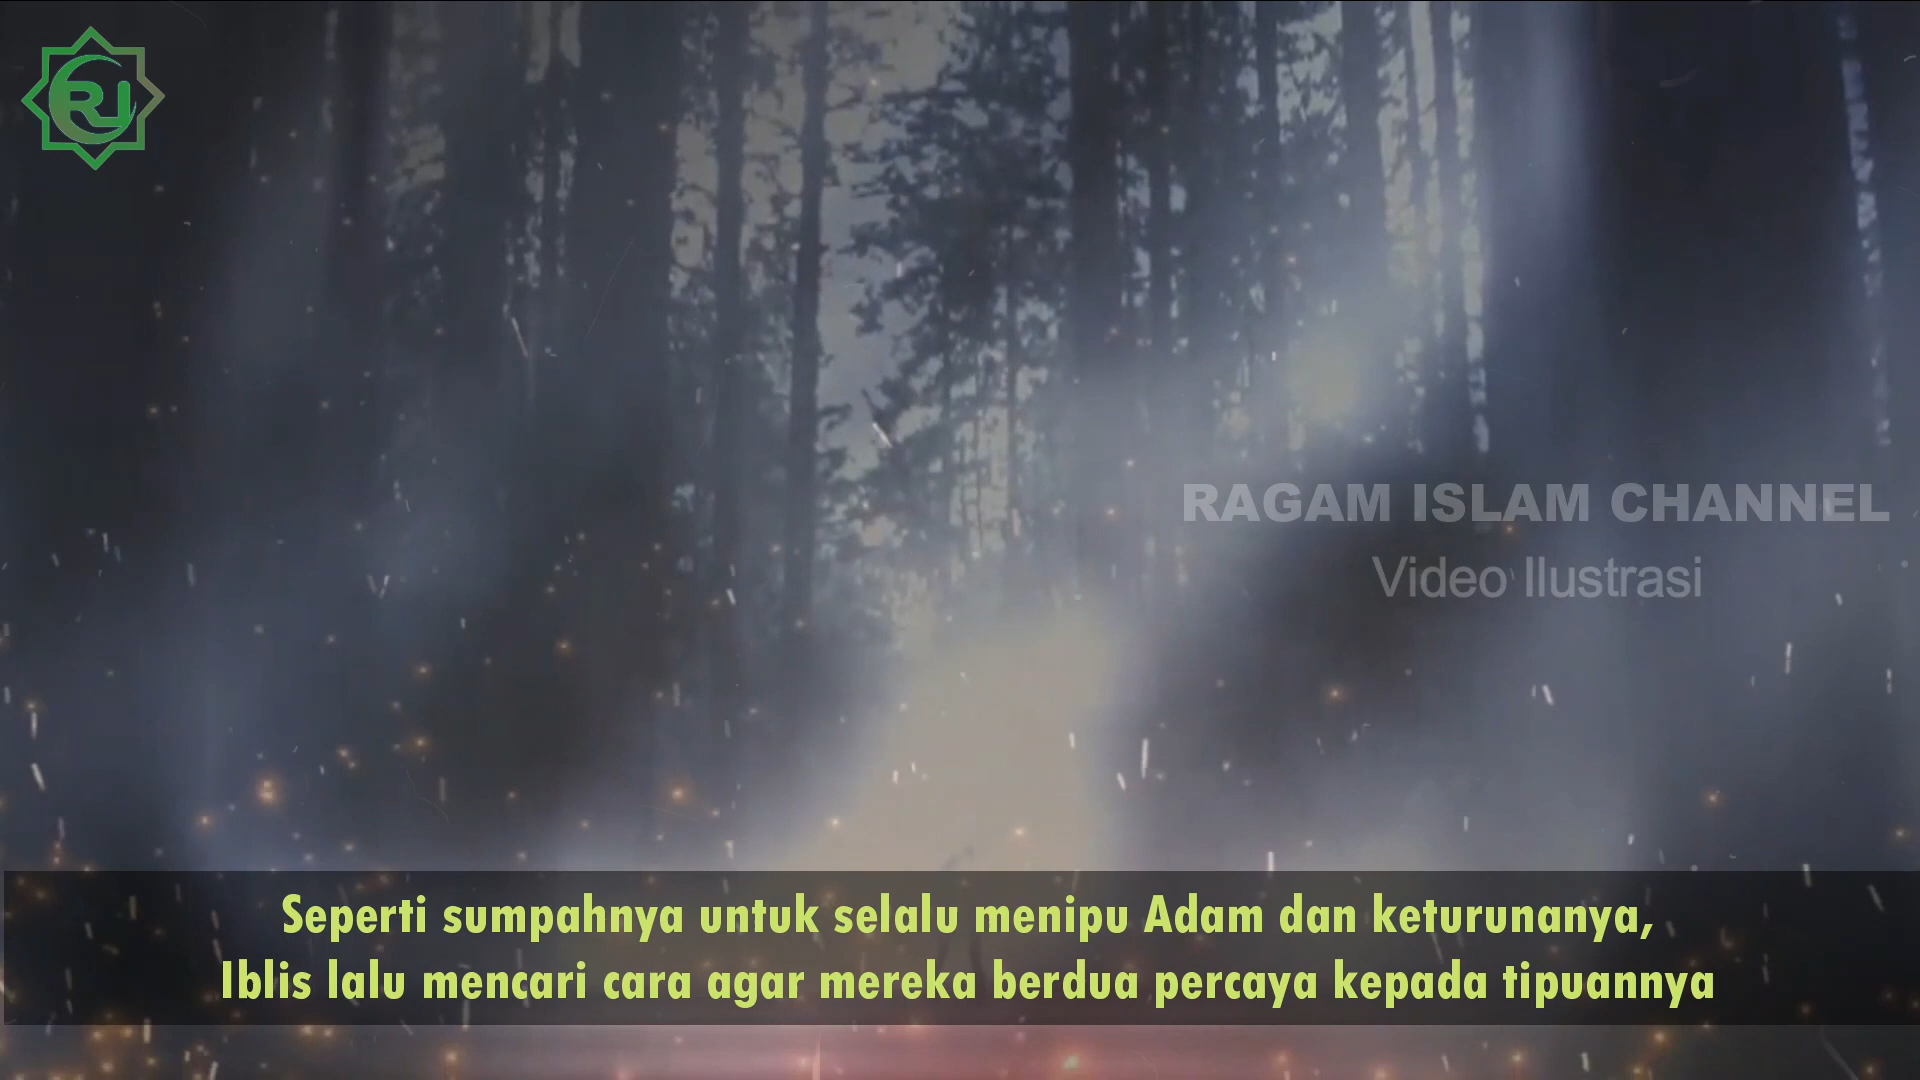 RI
RAGAM ISLAM CHANNEL
Video Ilustrasi
Seperti sumpahnya untuk selalu menipu Adam dan keturunanya,
Iblis lalu mencari cara agar mereka berdua percaya kepada tipuannya